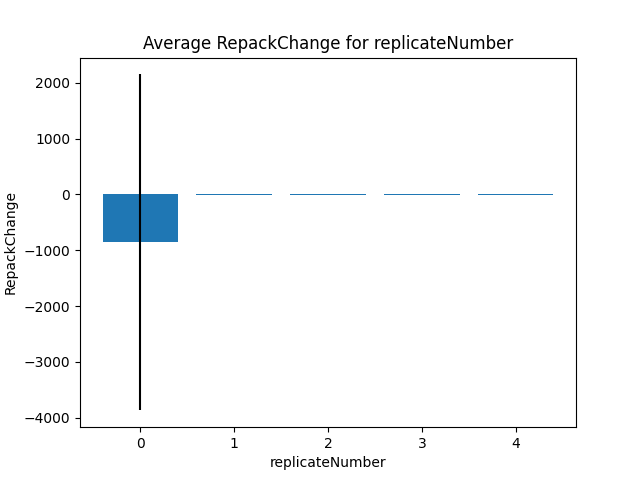 Average RepackChange for replicateNumber
2000
1000
0
−1000
−2000
−3000
−4000
RepackChange
0 1 2 3 4
replicateNumber